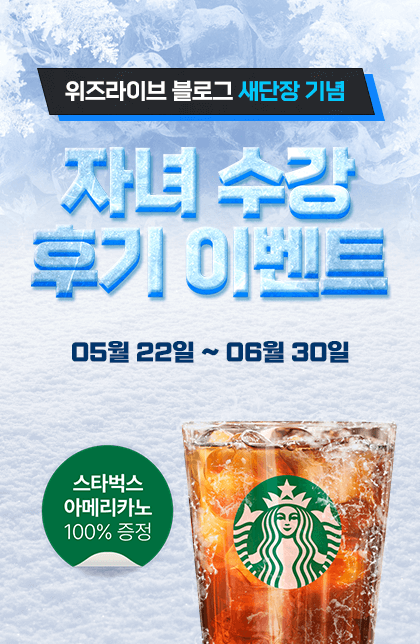 위즈라이브 블로그 새단장 기념
자녀 수강
후기 이벤트
05월 22일 ~ 06월 30일
스타벅스
아메리카노
100% 증정